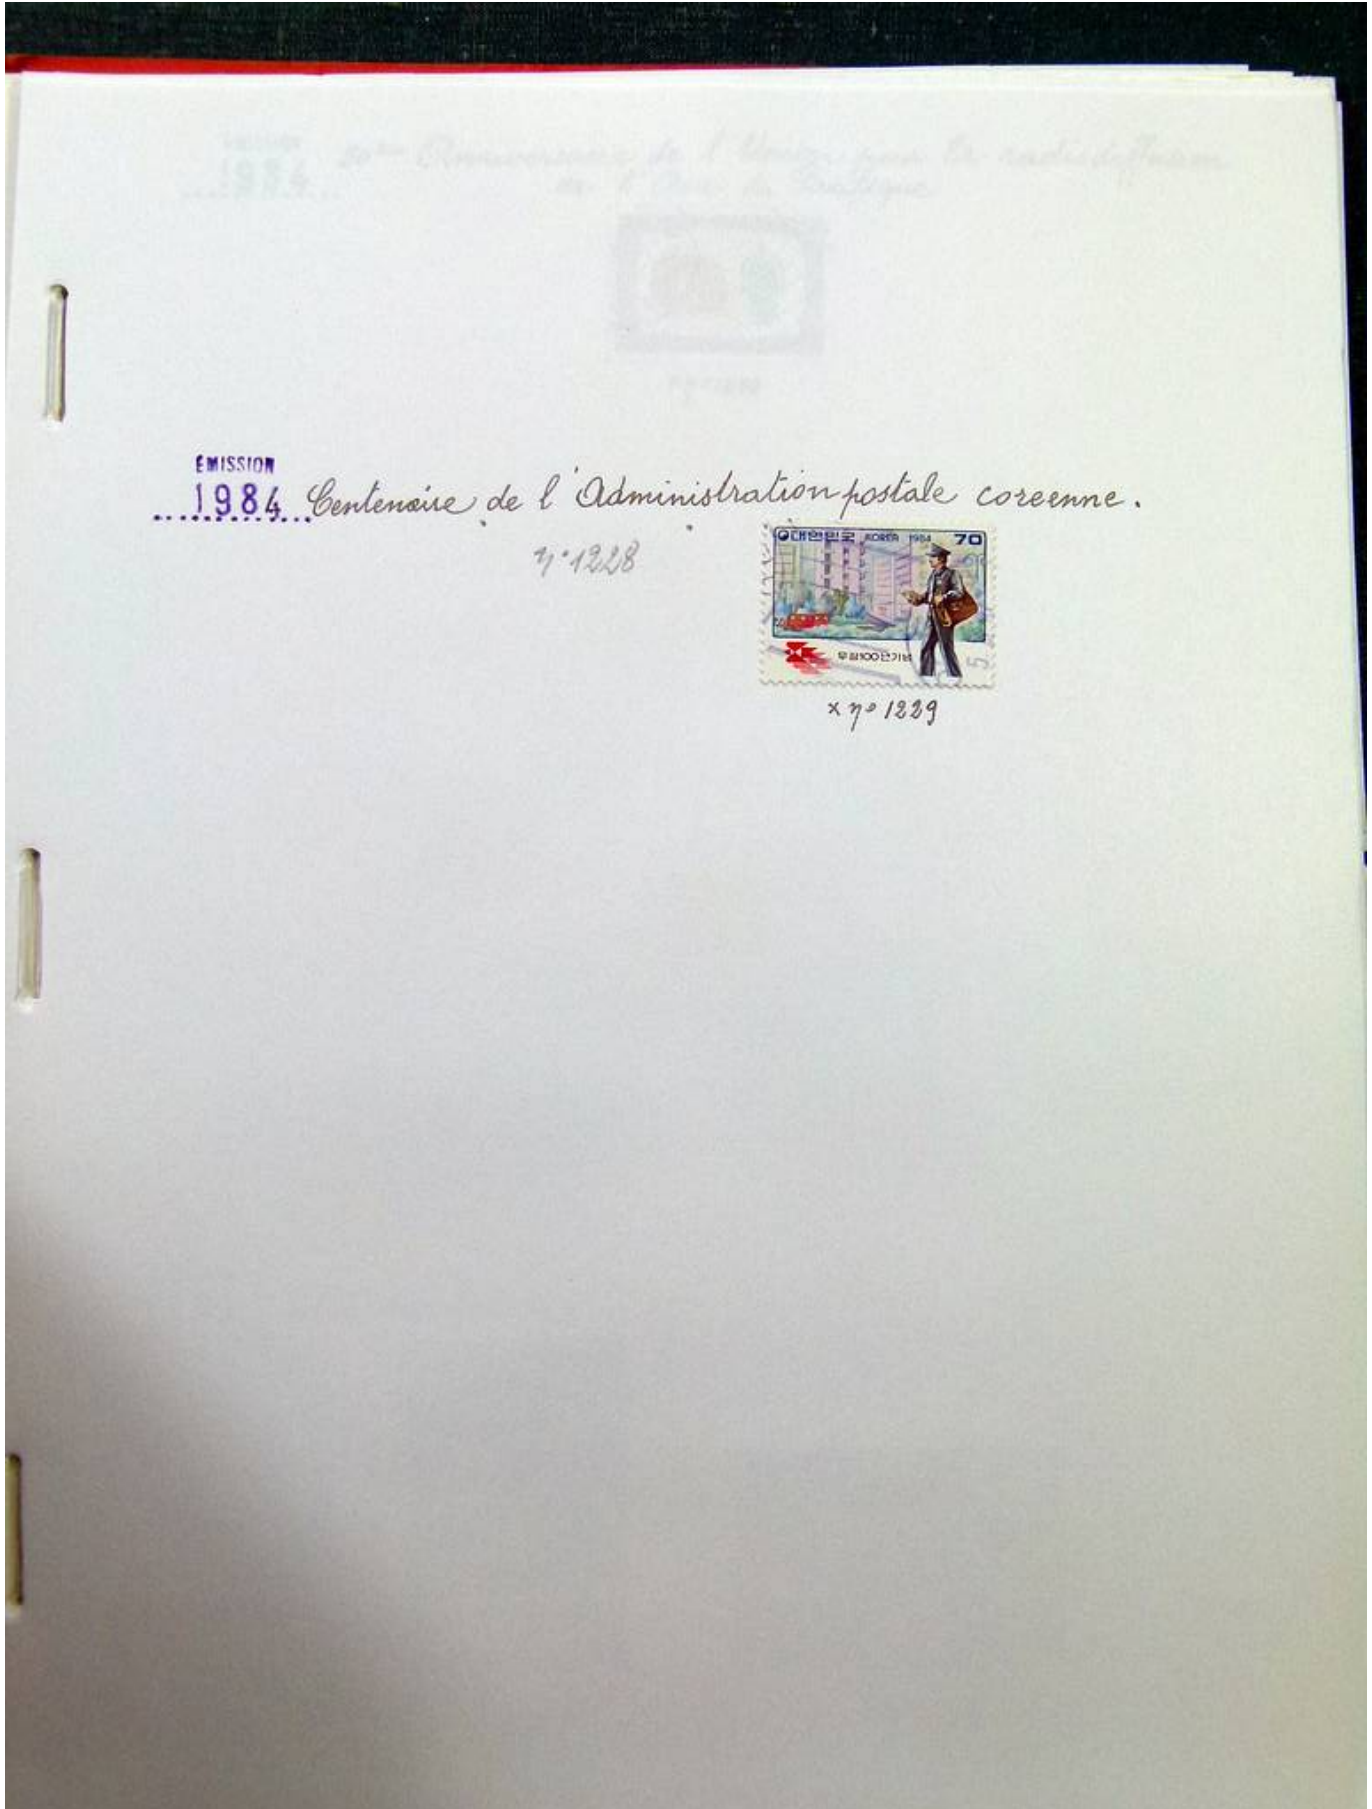 ÉMISSION
1984 Centenaire de l'Administration postale coreenne.
n° 1228
대한민국 KOREA 1984 70
우정100년기념
x n° 1229